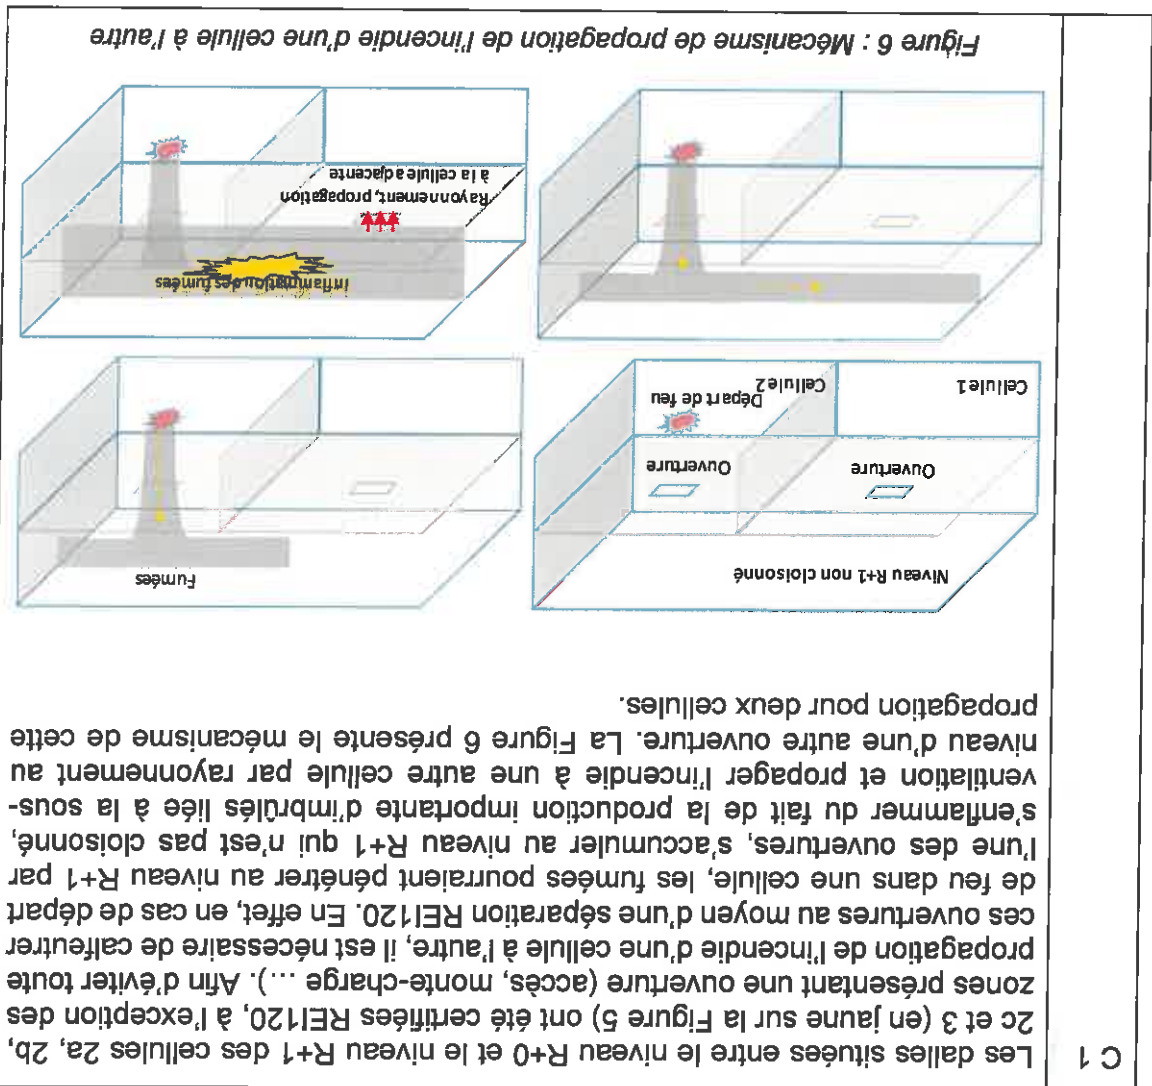 C 1
Les dalles situées entre le niveau R+0 et le niveau R+1 des cellules 2a, 2b,
2c et 3 (en jaune sur la Figure 5) ont été certifiées REI120, à l'exception des
zones présentant une ouverture (accès, monte-charge ...). Afin d'éviter toute
propagation de l'incendie d'une cellule à l'autre, il est nécessaire de calfeutrer
ces ouvertures au moyen d'une séparation REI120. En effet, en cas de départ
de feu dans une cellule, les fumées pourraient pénétrer au niveau R+1 par
l'une des ouvertures, s'accumuler au niveau R+1 qui n'est pas cloisonné,
s'enflammer du fait de la production importante d'imbrûlés liée à la sous-
ventilation et propager l'incendie à une autre cellule par rayonnement au
niveau d'une autre ouverture. La Figure 6 présente le mécanisme de cette
propagation pour deux cellules.
Niveau R+1 non cloisonné
Ouverture
Ouverture
Départ de feu
Cellule1
Cellule2
Fumées
Inflammation des fumées
Rayonnement, propagation
à la cellule adjacente
Figure 6 : Mécanisme de propagation de l'incendie d'une cellule à l'autre